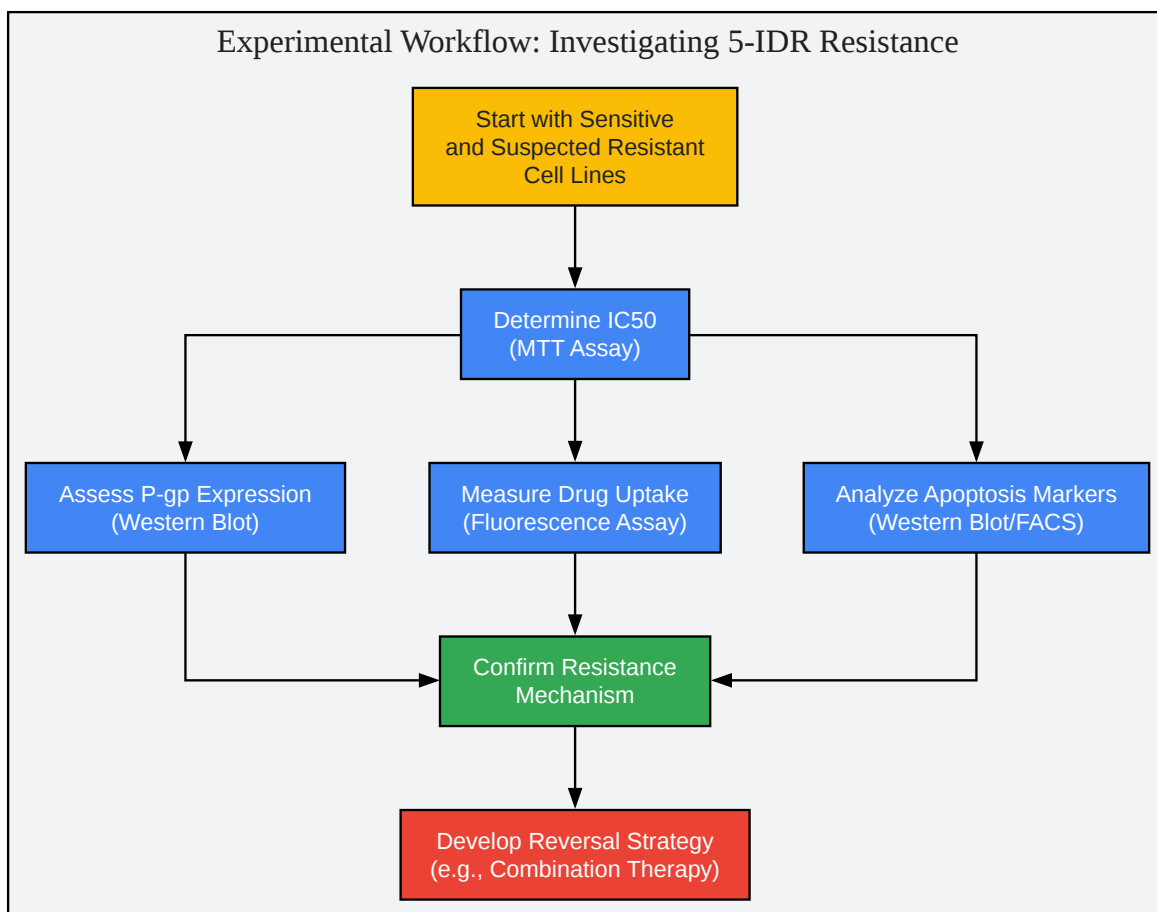 Experimental Workflow: Investigating 5-IDR Resistance
Start with Sensitive
and Suspected Resistant
Cell Lines
Determine IC50
(MTT Assay)
Assess P-gp Expression
(Western Blot)
Measure Drug Uptake
(Fluorescence Assay)
Analyze Apoptosis Markers
(Western Blot/FACS)
Confirm Resistance
Mechanism
Develop Reversal Strategy
(e.g., Combination Therapy)